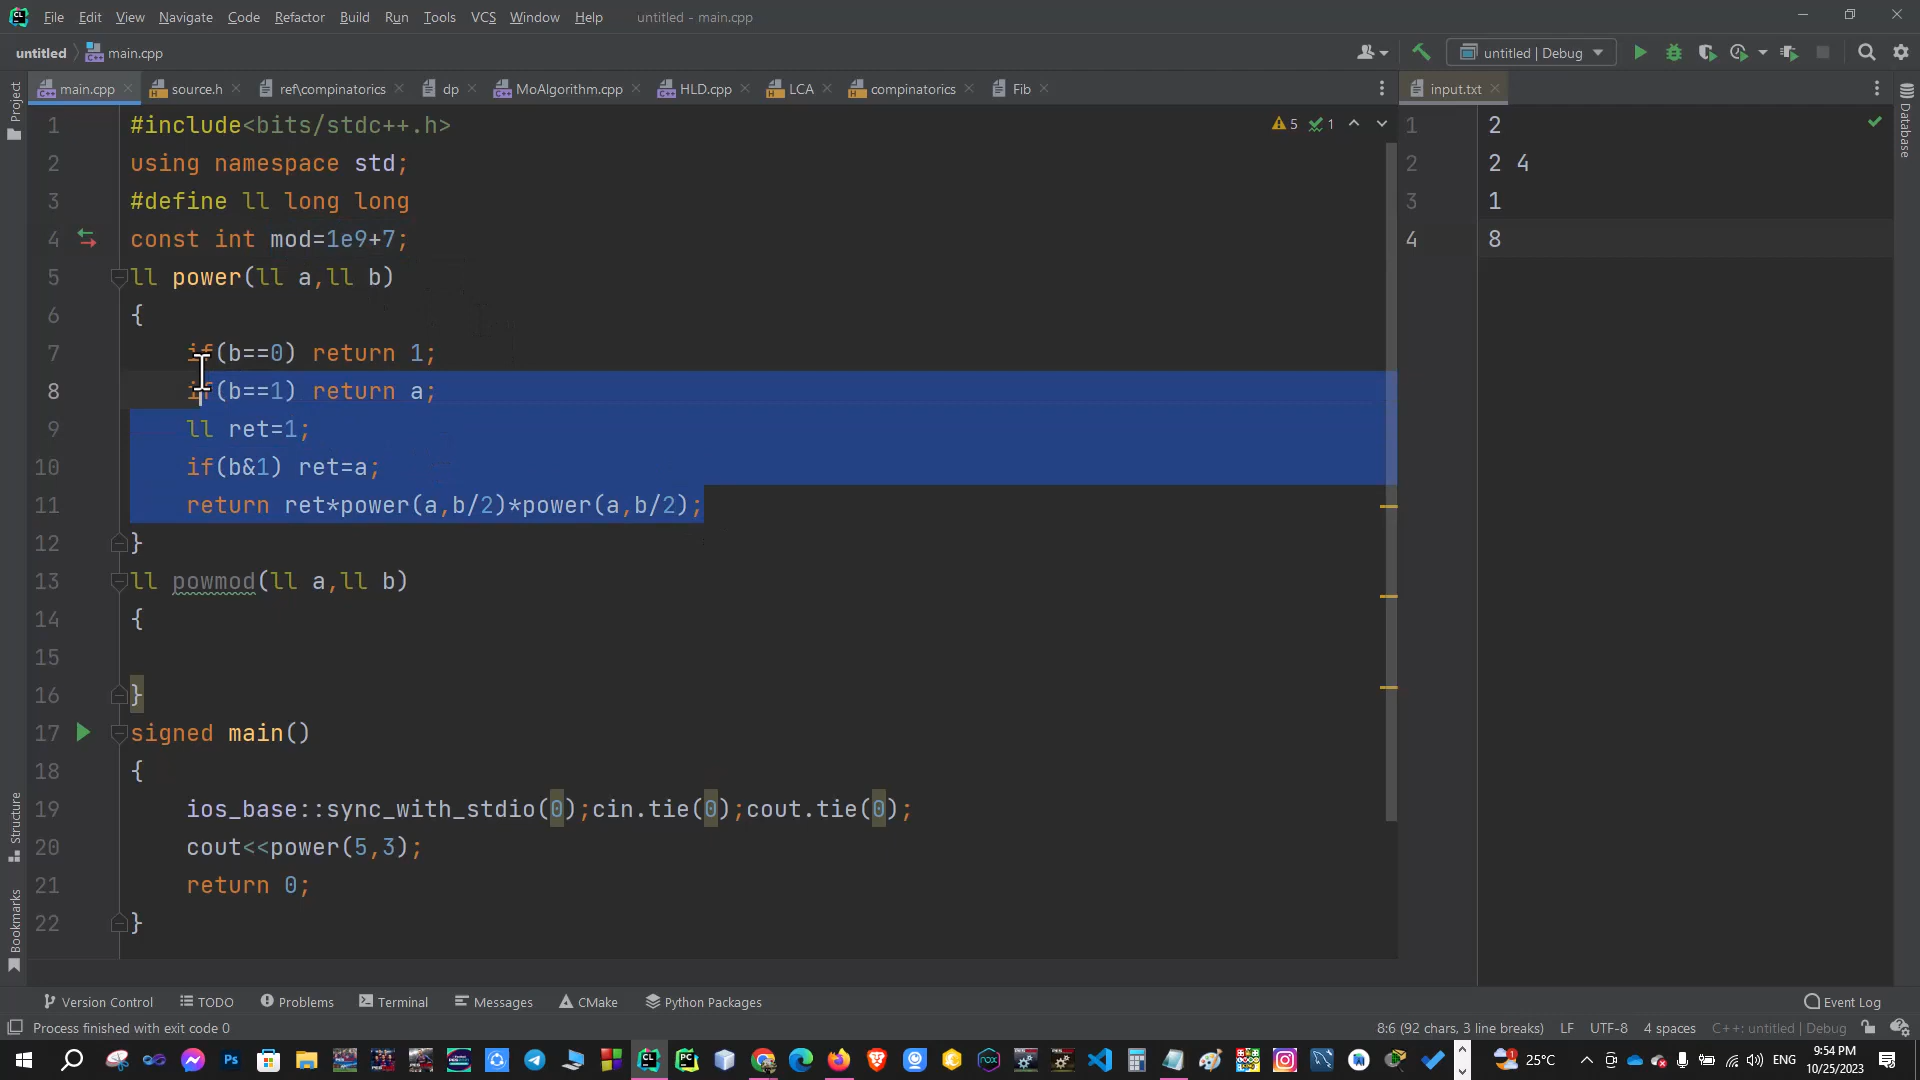 File Edit View Navigate Code Refactor Build Run Tools VCS Window Help untitled - main.cpp
untitled main.cpp untitled | Debug
main.cpp source.h ref\compinatorics dp MoAlgorithm.cpp HLD.cpp LCA compinatorics Fib input.txt
Project
Database
Structure
Bookmarks
5 1
1 #include<bits/stdc++.h>
2 using namespace std;
3 #define ll long long
4 const int mod=1e9+7;
5 ll power(ll a,ll b)
6 {
7 if(b==0) return 1;
8 if(b==1) return a;
9 ll ret=1;
10 if(b&1) ret=a;
11 return ret*power(a,b/2)*power(a,b/2);
12 }
13 ll powmod(ll a,ll b)
14 {
15
16 }
17 signed main()
18 {
19 ios_base::sync_with_stdio(0);cin.tie(0);cout.tie(0);
20 cout<<power(5,3);
21 return 0;
22 }
1 2
2 2 4
3 1
4 8
Version Control TODO Problems Terminal Messages CMake Python Packages Event Log
Process finished with exit code 0 8:6 (92 chars, 3 line breaks) LF UTF-8 4 spaces C++: untitled | Debug
25°C ENG 9:54 PM
10/25/2023